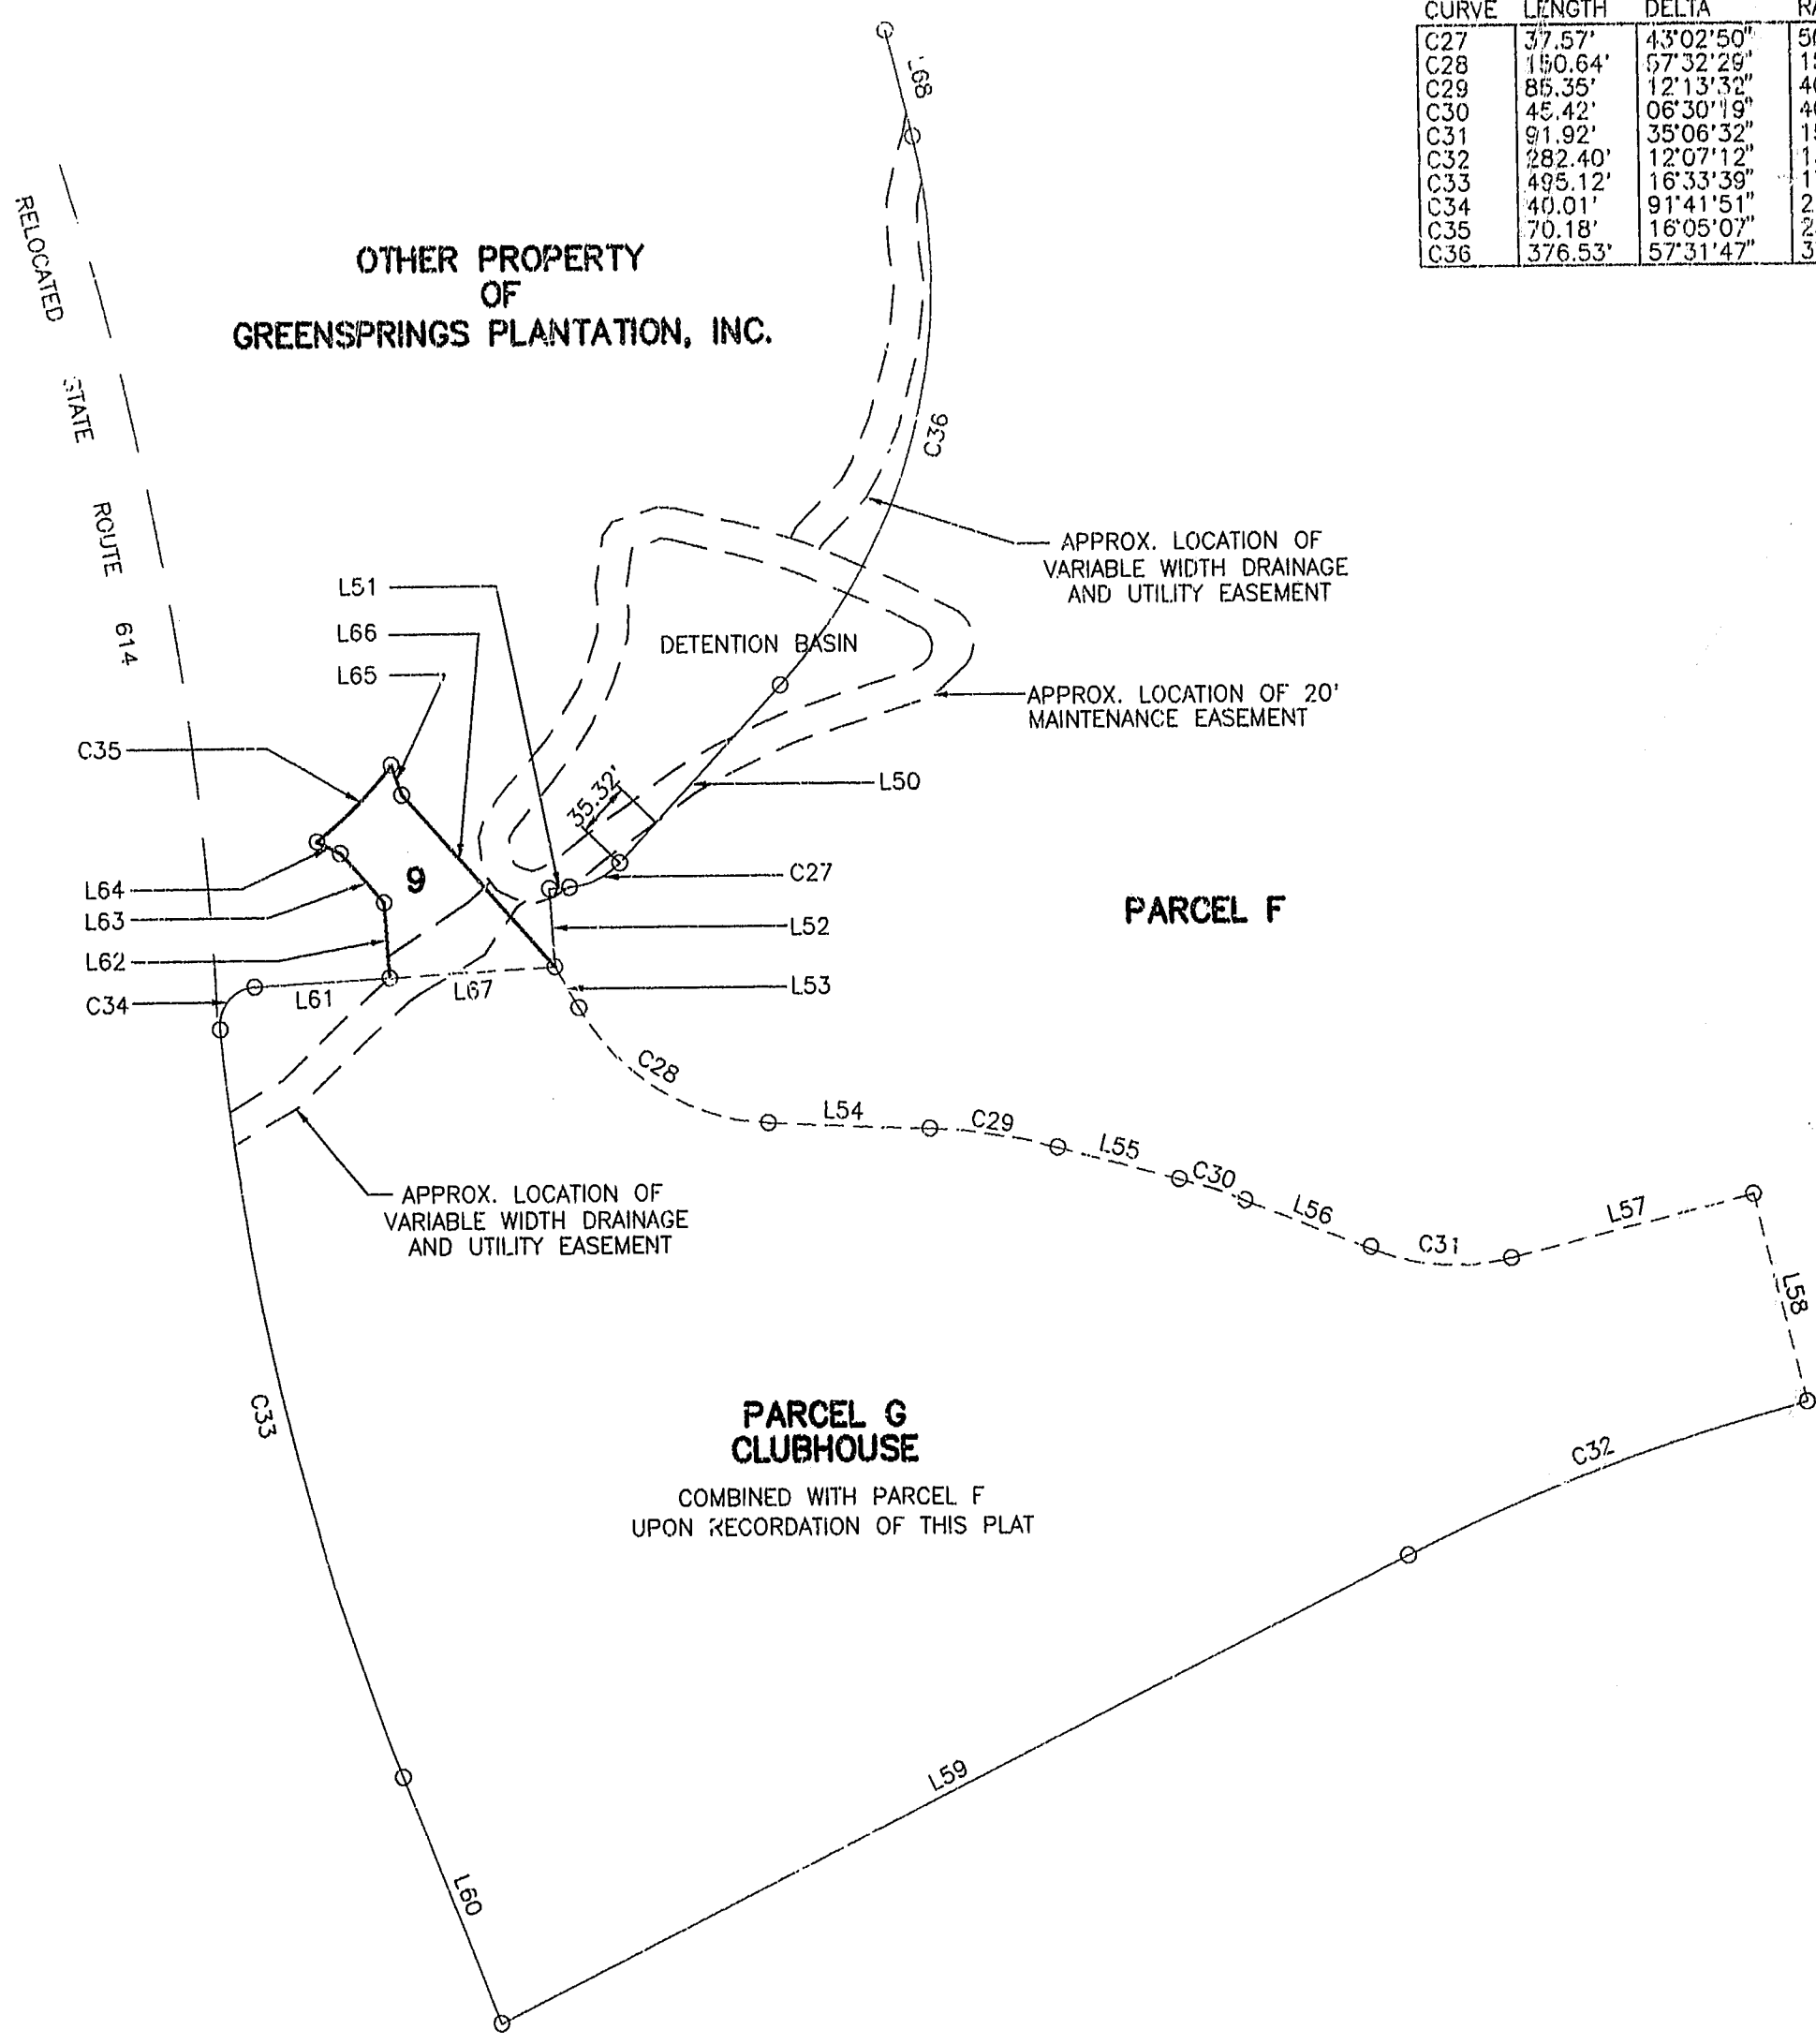 CURVE LENGTH DELTA
C27 37.57' 43°02'50"
C28 150.64' 57°32'29"
C29 85.35' 12°13'32"
C30 45.42' 06°30'19"
C31 91.92' 35°06'32"
C32 282.40' 12°07'12"
C33 495.12' 16°33'39"
C34 40.01' 91°41'51"
C35 70.18' 16°05'07"
C36 376.53' 57°31'47"
L68
RELOCATED STATE ROUTE 614
OTHER PROPERTY
OF
GREENSPRINGS PLANTATION, INC.
C36
APPROX. LOCATION OF
VARIABLE WIDTH DRAINAGE
AND UTILITY EASEMENT
L51
L66
L65
DETENTION BASIN
APPROX. LOCATION OF 20'
MAINTENANCE EASEMENT
C35
L50
35.32'
C27
9
L64
L63
L62
C34
L61
L67
L52
L53
PARCEL F
C28
L54
C29
L55
C30
L56
C31
L57
L58
APPROX. LOCATION OF
VARIABLE WIDTH DRAINAGE
AND UTILITY EASEMENT
C33
PARCEL G
CLUBHOUSE
COMBINED WITH PARCEL F
UPON RECORDATION OF THIS PLAT
C32
L59
L60